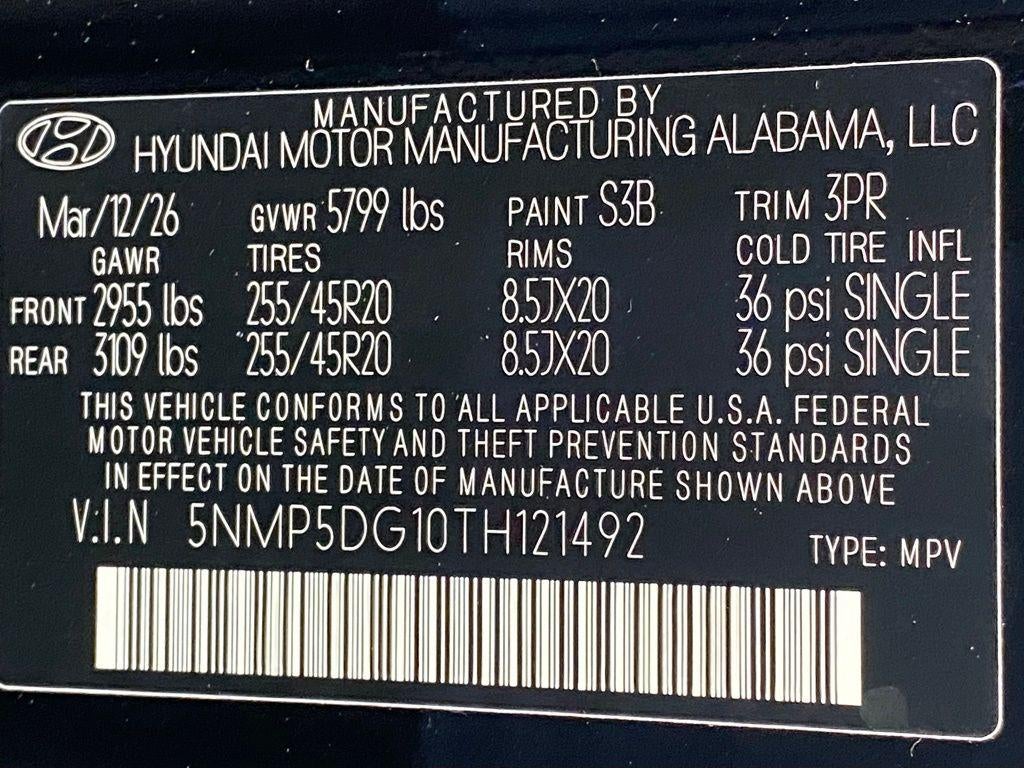 MANUFACTURED BY
HYUNDAI MOTOR MANUFACTURING ALABAMA, LLC
Mar/12/26 GVWR 5799 lbs PAINT S3B TRIM 3PR
GAWR TIRES RIMS COLD TIRE INFL
FRONT 2955 lbs 255/45R20 8.5JX20 36 psi SINGLE
REAR 3109 lbs 255/45R20 8.5JX20 36 psi SINGLE
THIS VEHICLE CONFORMS TO ALL APPLICABLE U.S.A. FEDERAL
MOTOR VEHICLE SAFETY AND THEFT PREVENTION STANDARDS
IN EFFECT ON THE DATE OF MANUFACTURE SHOWN ABOVE
V.I.N 5NMP5DG10TH121492
TYPE: MPV